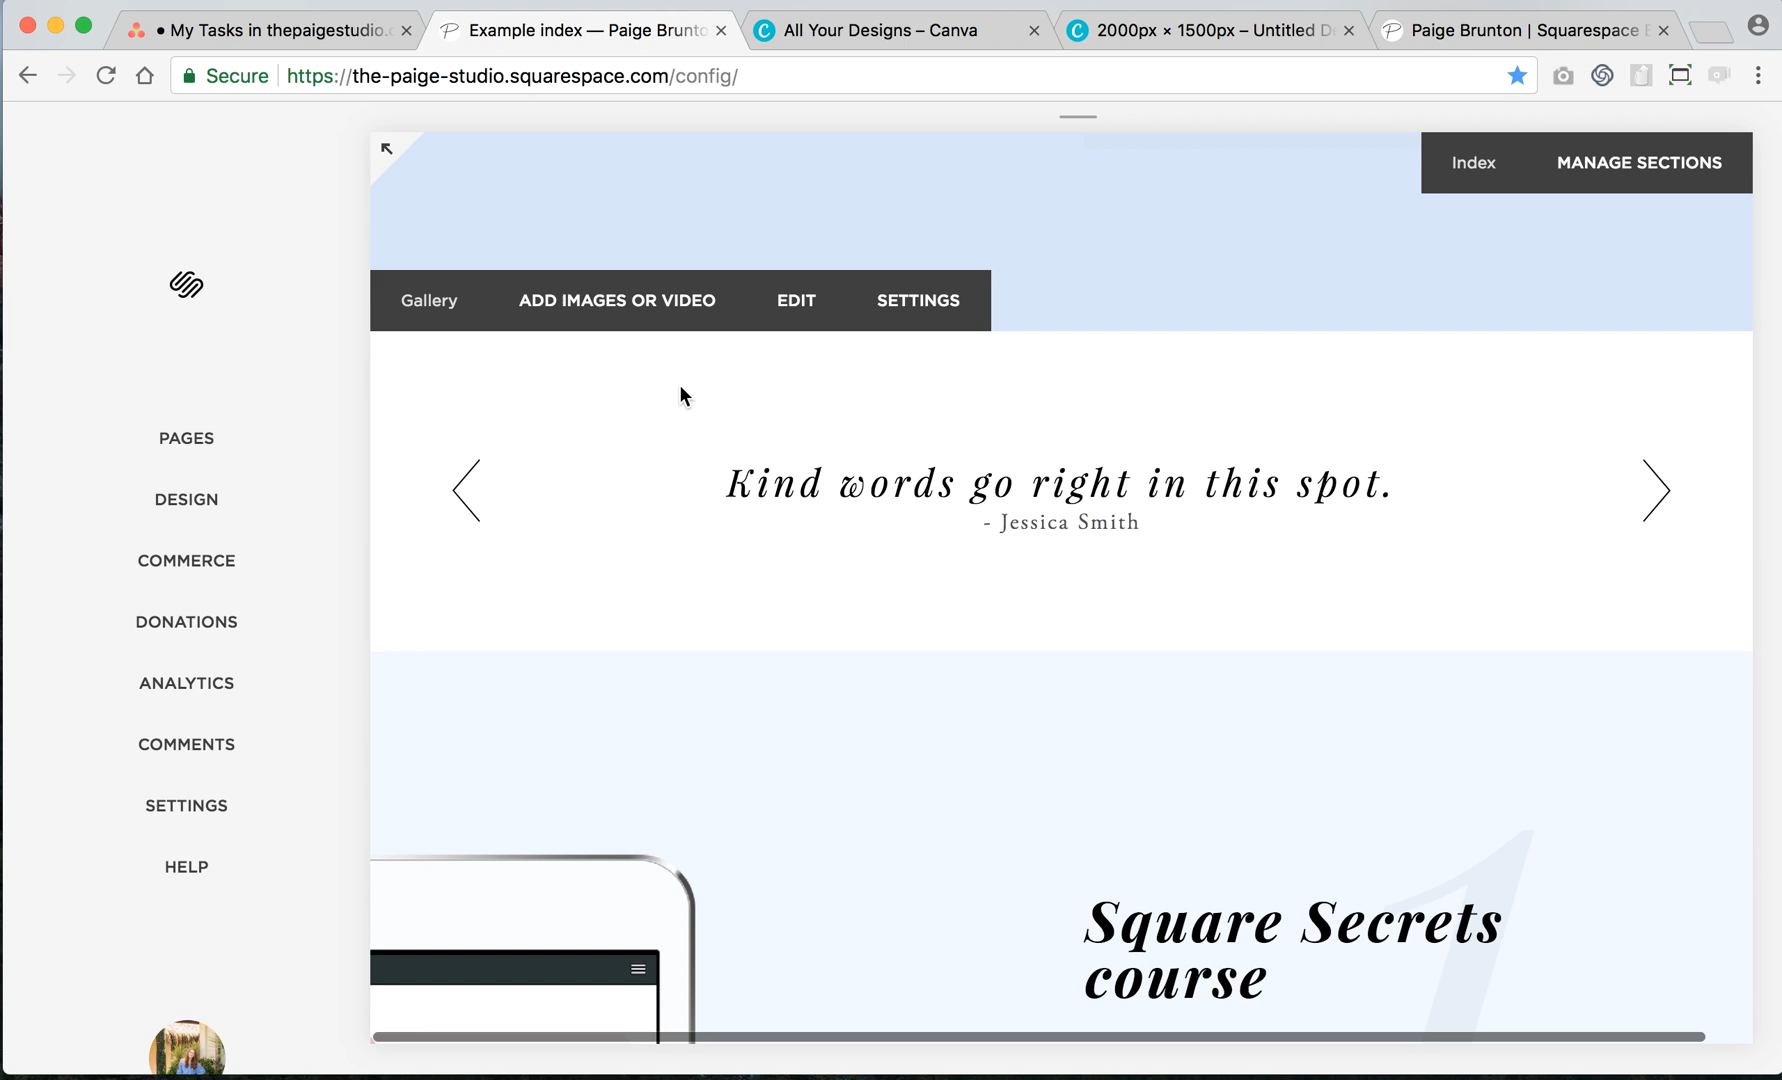 • My Tasks in thepaigestudio.c
Example index — Paige Brunto
All Your Designs – Canva
2000px × 1500px – Untitled D
Paige Brunton | Squarespace E
Secure
https://the-paige-studio.squarespace.com/config/
Index
MANAGE SECTIONS
Gallery
ADD IMAGES OR VIDEO
EDIT
SETTINGS
PAGES
DESIGN
COMMERCE
DONATIONS
ANALYTICS
COMMENTS
SETTINGS
HELP
Kind words go right in this spot.
- Jessica Smith
1
Square Secrets
course